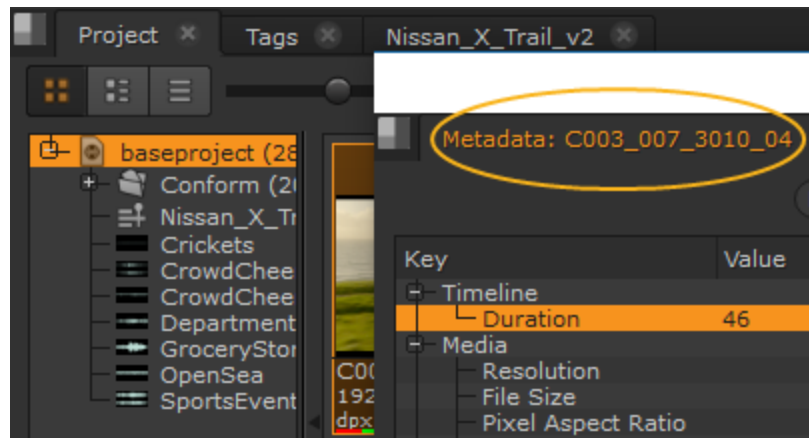 Project
Tags
Nissan_X_Trail_v2
Metadata: C003_007_3010_04
baseproject (28
Conform (2
Nissan_X_Tr
Crickets
CrowdChee
CrowdChee
Department
GroceryStor
OpenSea
SportsEvent
C00
192
dpx
Key Value
Timeline
Duration 46
Media
Resolution
File Size
Pixel Aspect Ratio